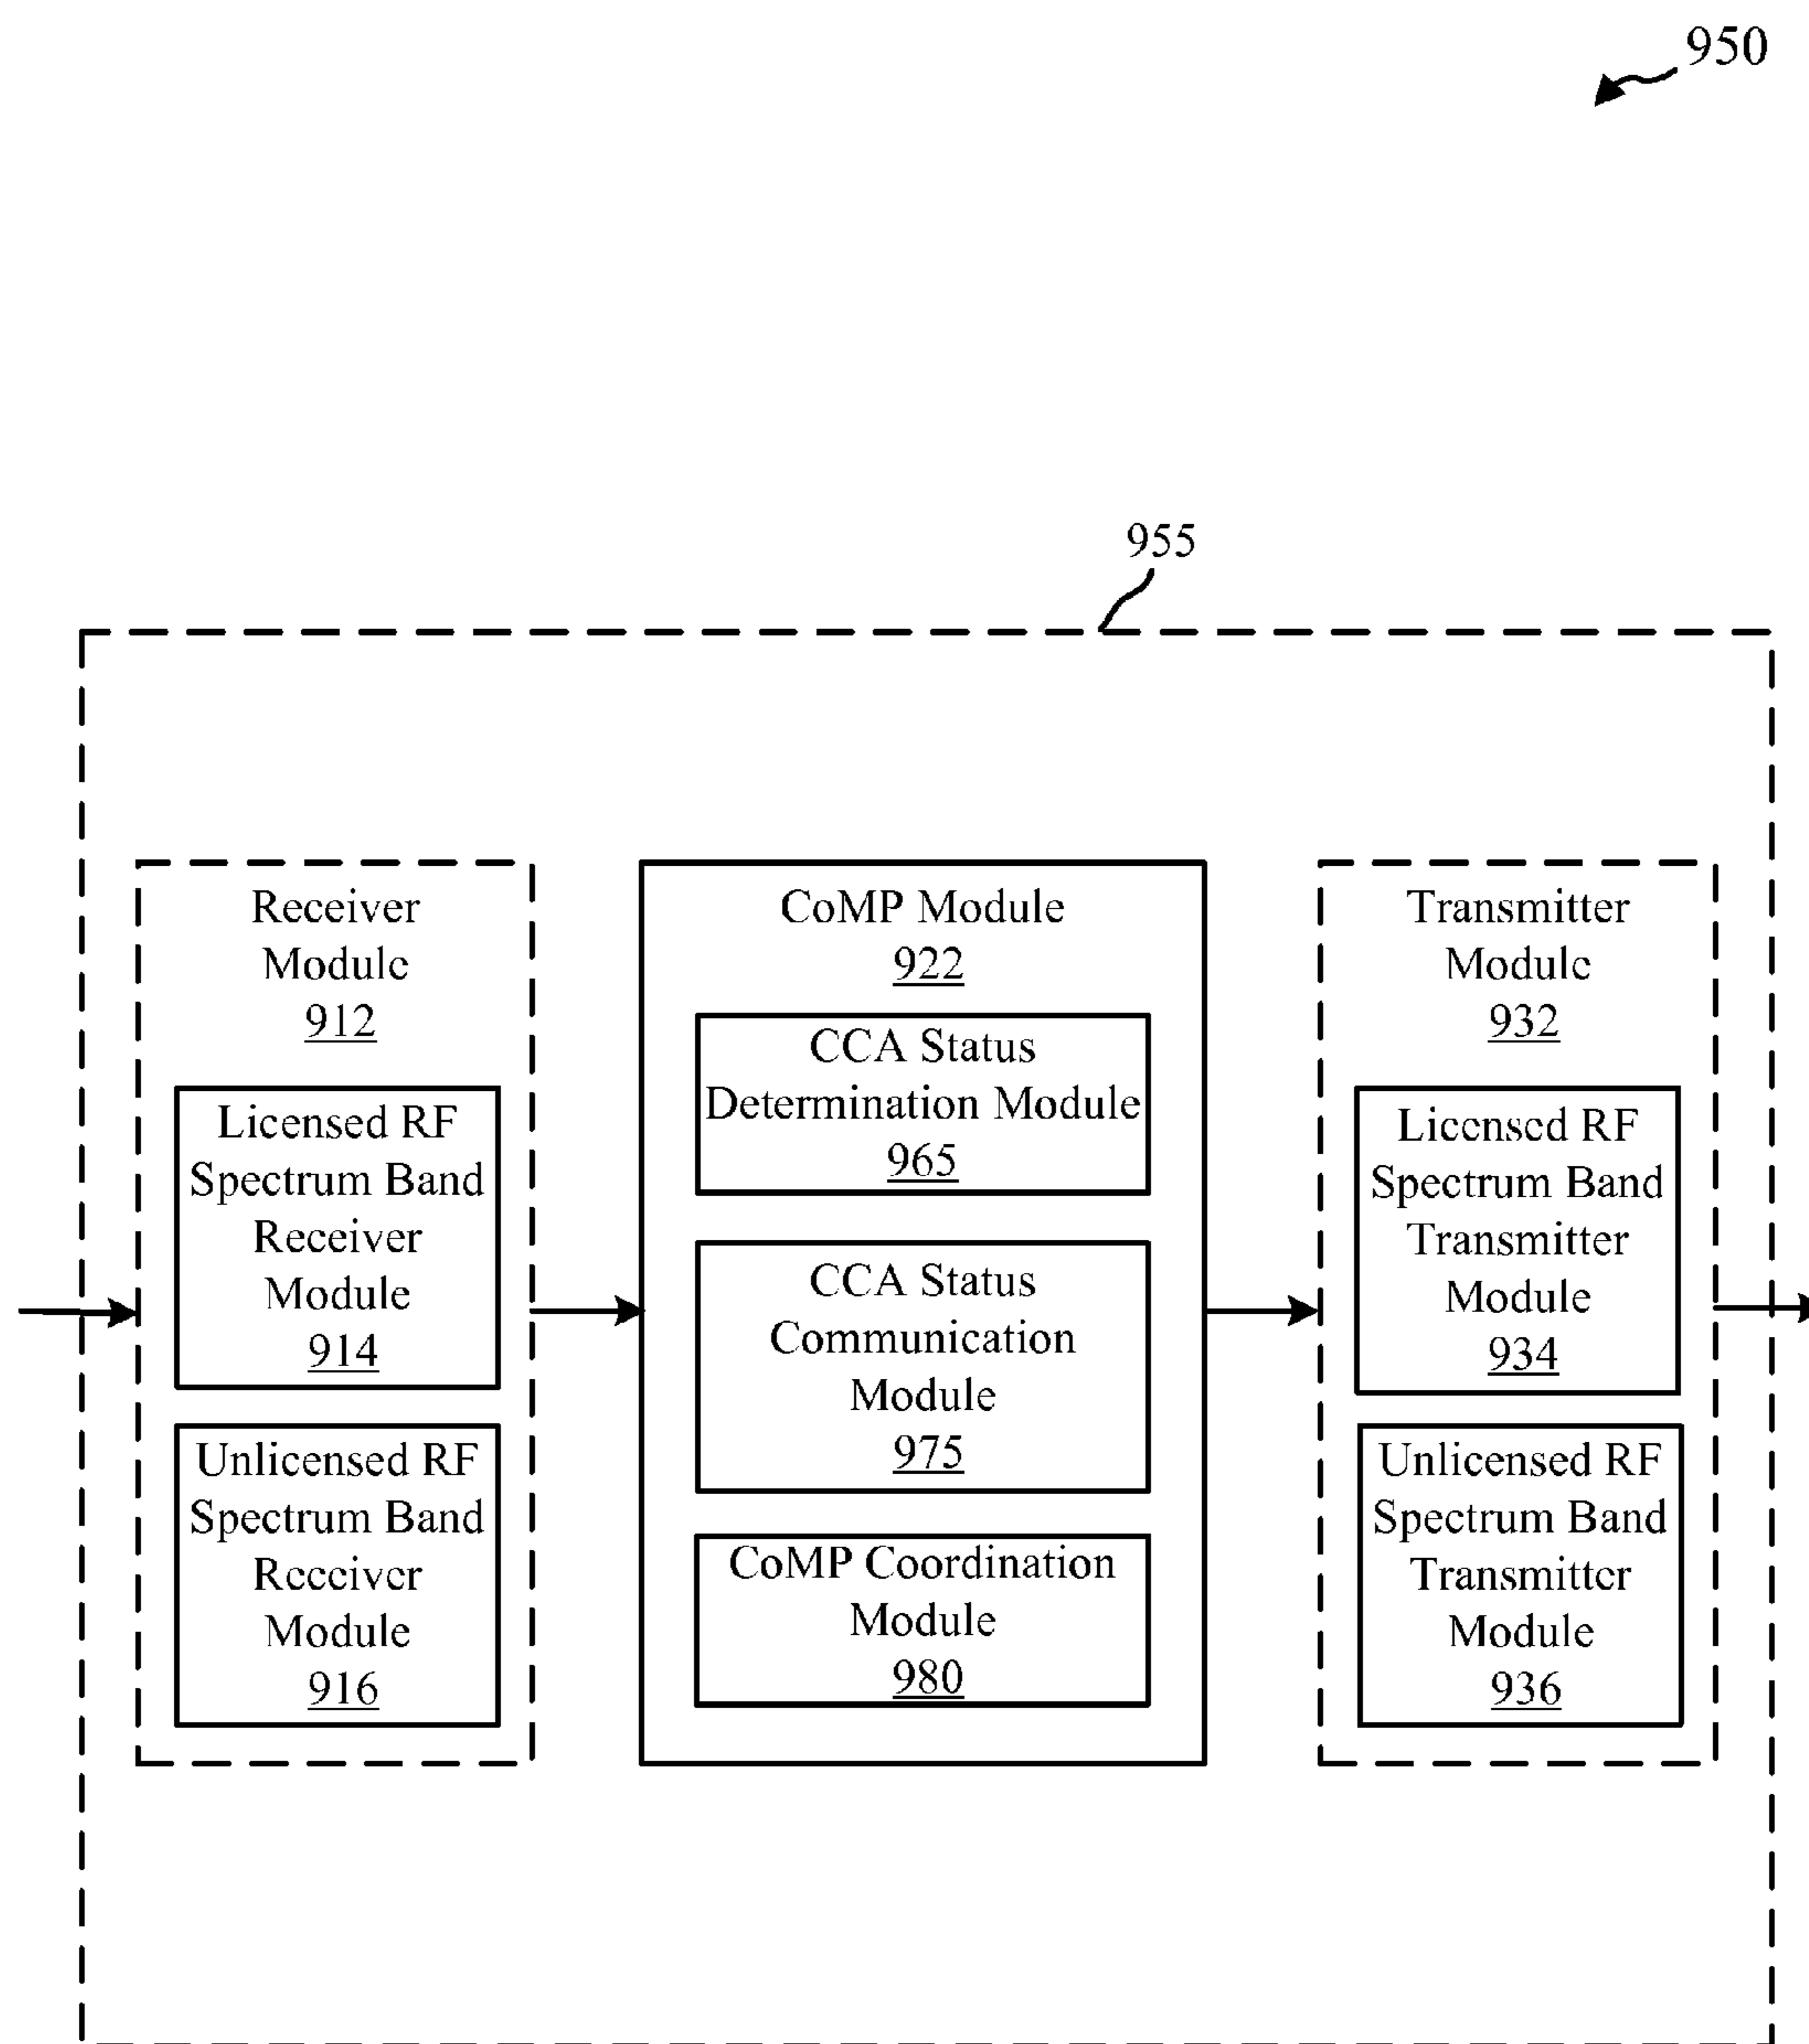 950
955
Receiver
Module
912
Licensed RF
Spectrum Band
Receiver
Module
914
Unlicensed RF
Spectrum Band
Receiver
Module
916
CoMP Module
922
CCA Status
Determination Module
965
CCA Status
Communication
Module
975
CoMP Coordination
Module
980
Transmitter
Module
932
Licensed RF
Spectrum Band
Transmitter
Module
934
Unlicensed RF
Spectrum Band
Transmitter
Module
936